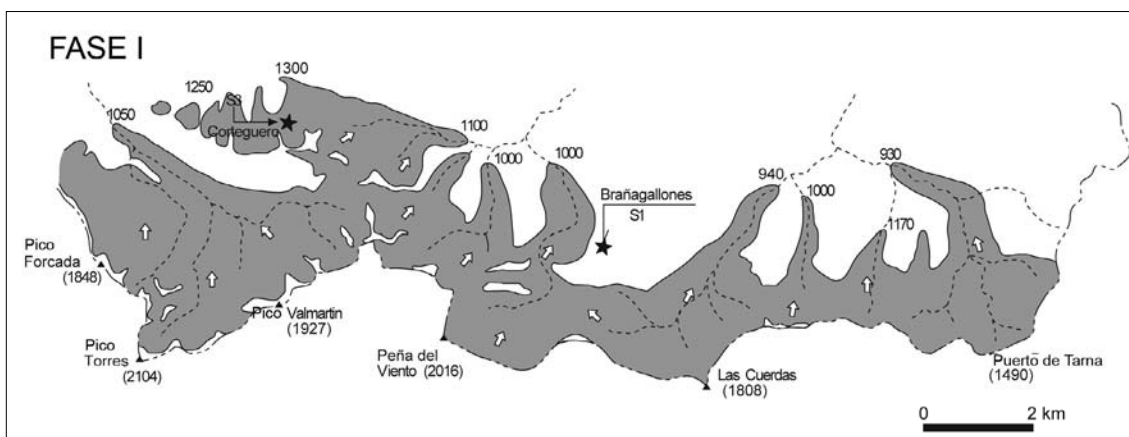 FASE I
1300
1250
S3
Corteguero
1050
1100
1000
1000
Brañagallones
S1
940
1000
930
1170
Pico
Forcada
(1848)
Pico Valmartin
(1927)
Pico
Torres
(2104)
Peña del
Viento (2016)
Las Cuerdas
(1808)
Puerto de Tarna
(1490)
0 2 km